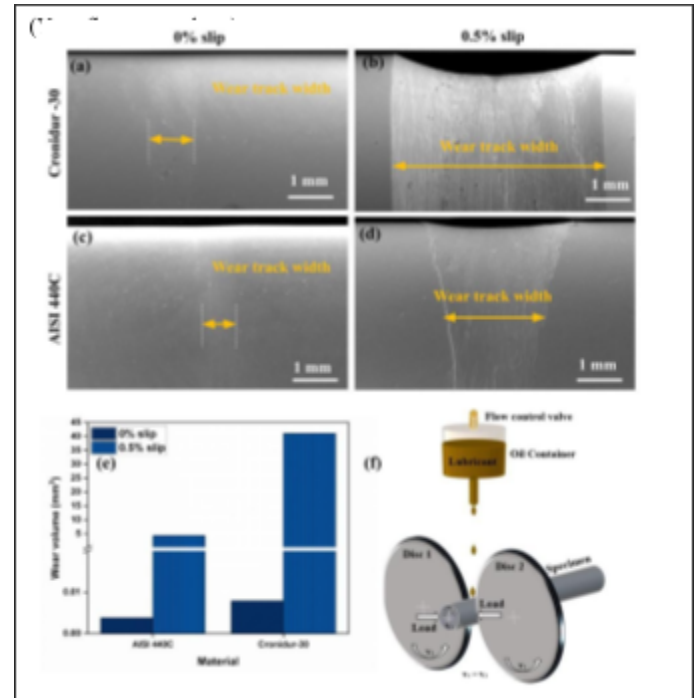 0% slip
0.5% slip
Cronidur -30
(a)
Wear track width
1 mm
(b)
Wear track width
1 mm
AISI 440C
(c)
Wear track width
1 mm
(d)
Wear track width
1 mm
(e)
0% slip
0.5% slip
Wear volume (mm³)
45
40
35
30
25
20
15
10
5
0.01
0.00
AISI 440C
Cronidur-30
Material
(f)
Flow control valve
Oil Container
Lubricant
Disc 1
Disc 2
Specimen
Load
Load